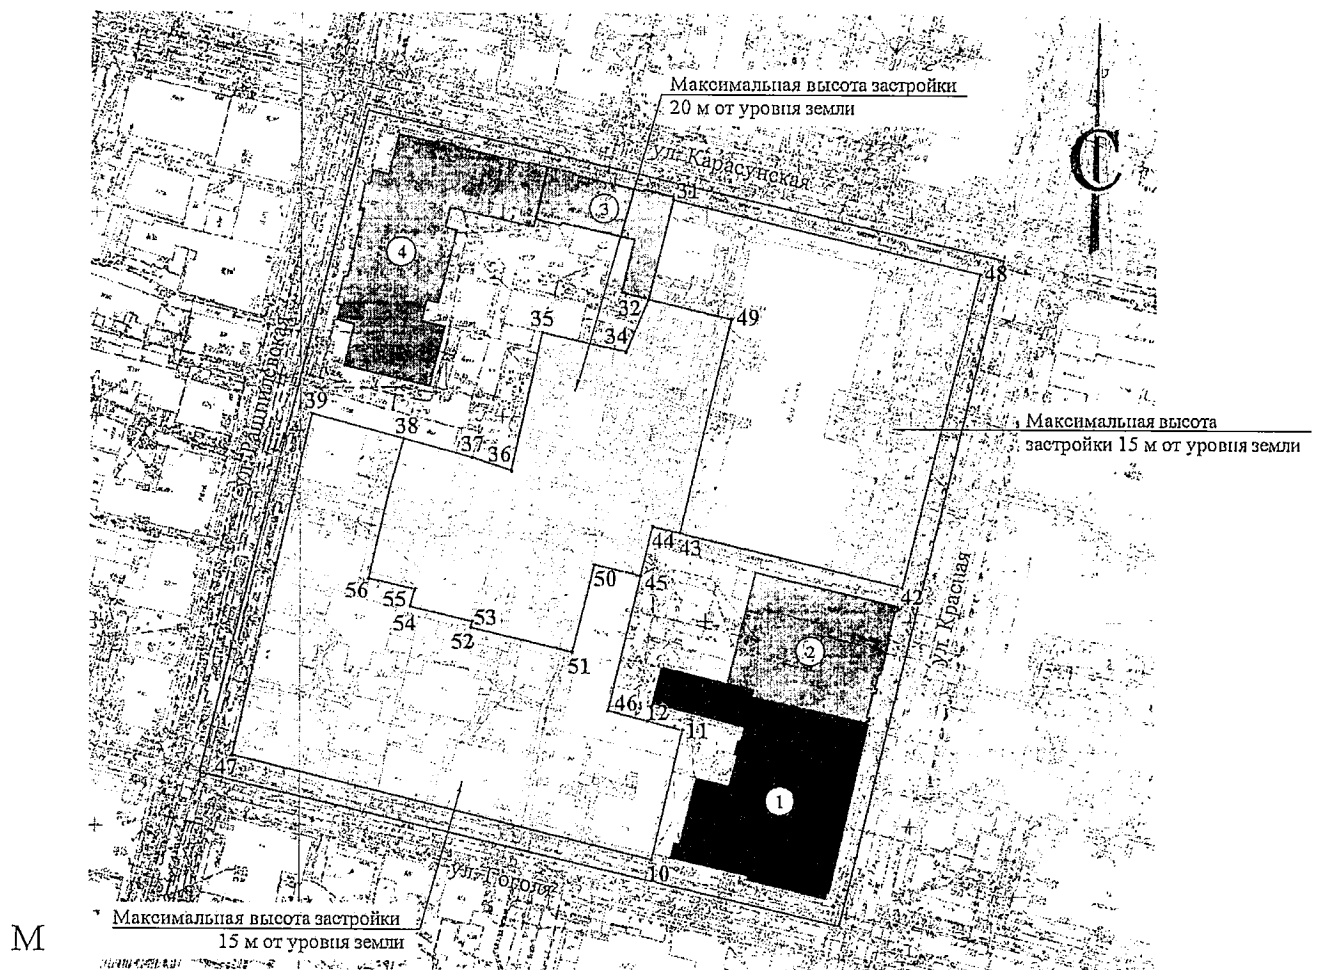 Максимальная высота застройки
20 м от уровня земли
С
ул. Карасунская
31
3
4
48
32
49
35
34
39
38
37
36
Максимальная высота
застройки 15 м от уровня земли
44
43
50
45
42
56
55
54
53
52
51
ул. Красная
2
46
12
11
47
1
10
ул. Гоголя
Максимальная высота застройки
15 м от уровня земли
М